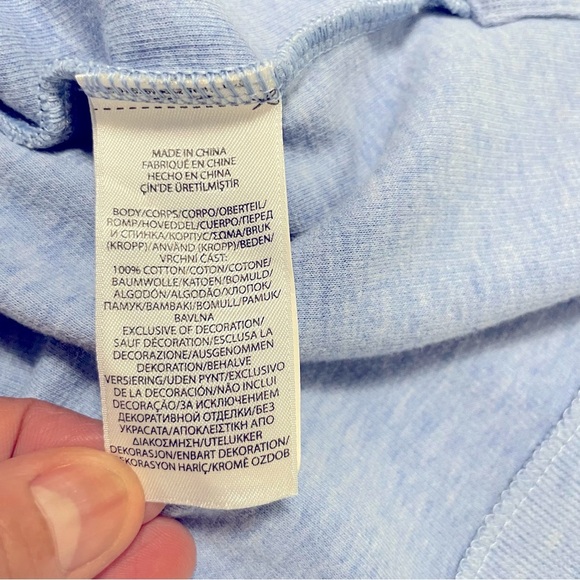 MADE IN CHINA
FABRIQUÉ EN CHINE
HECHO EN CHINA
ÇİN'DE ÜRETİLMİŞTİR
BODY/CORPS/CORPO/OBERTEIL/
ROMP/HOVEDDEL/CUERPO/ПЕРЕД
И СПИНКА/КОРПУС/ΣΩΜΑ/BRUK
(KROPP)/ANVÄND (KROPP)/BEDEN/
VRCHNÍ ČÁST:
100% COTTON/COTON/COTONE/
BAUMWOLLE/KATOEN/BOMULD/
ALGODÓN/ALGODÃO/ХЛОПОК/
ПАМУК/ΒΑΜΒΑΚΙ/BOMULL/PAMUK/
BAVLNA
EXCLUSIVE OF DECORATION/
SAUF DÉCORATION/ESCLUSA LA
DECORAZIONE/AUSGENOMMEN
DEKORATION/BEHALVE
VERSIERING/UDEN PYNT/EXCLUSIVO
DE LA DECORACIÓN/NÃO INCLUI
DECORAÇÃO/ЗА ИСКЛЮЧЕНИЕМ
ДЕКОРАТИВНОЙ ОТДЕЛКИ/БЕЗ
УКРАСАТА/ΑΠΟΚΛΕΙΣΤΗ ΑΠΟ
ΔΙΑΚΟΣΜΗΣΗ/UTELUKKER
DEKORASJON/ENBART DEKORATION/
DEKORASYON HARİÇ/KROMĚ OZDOB